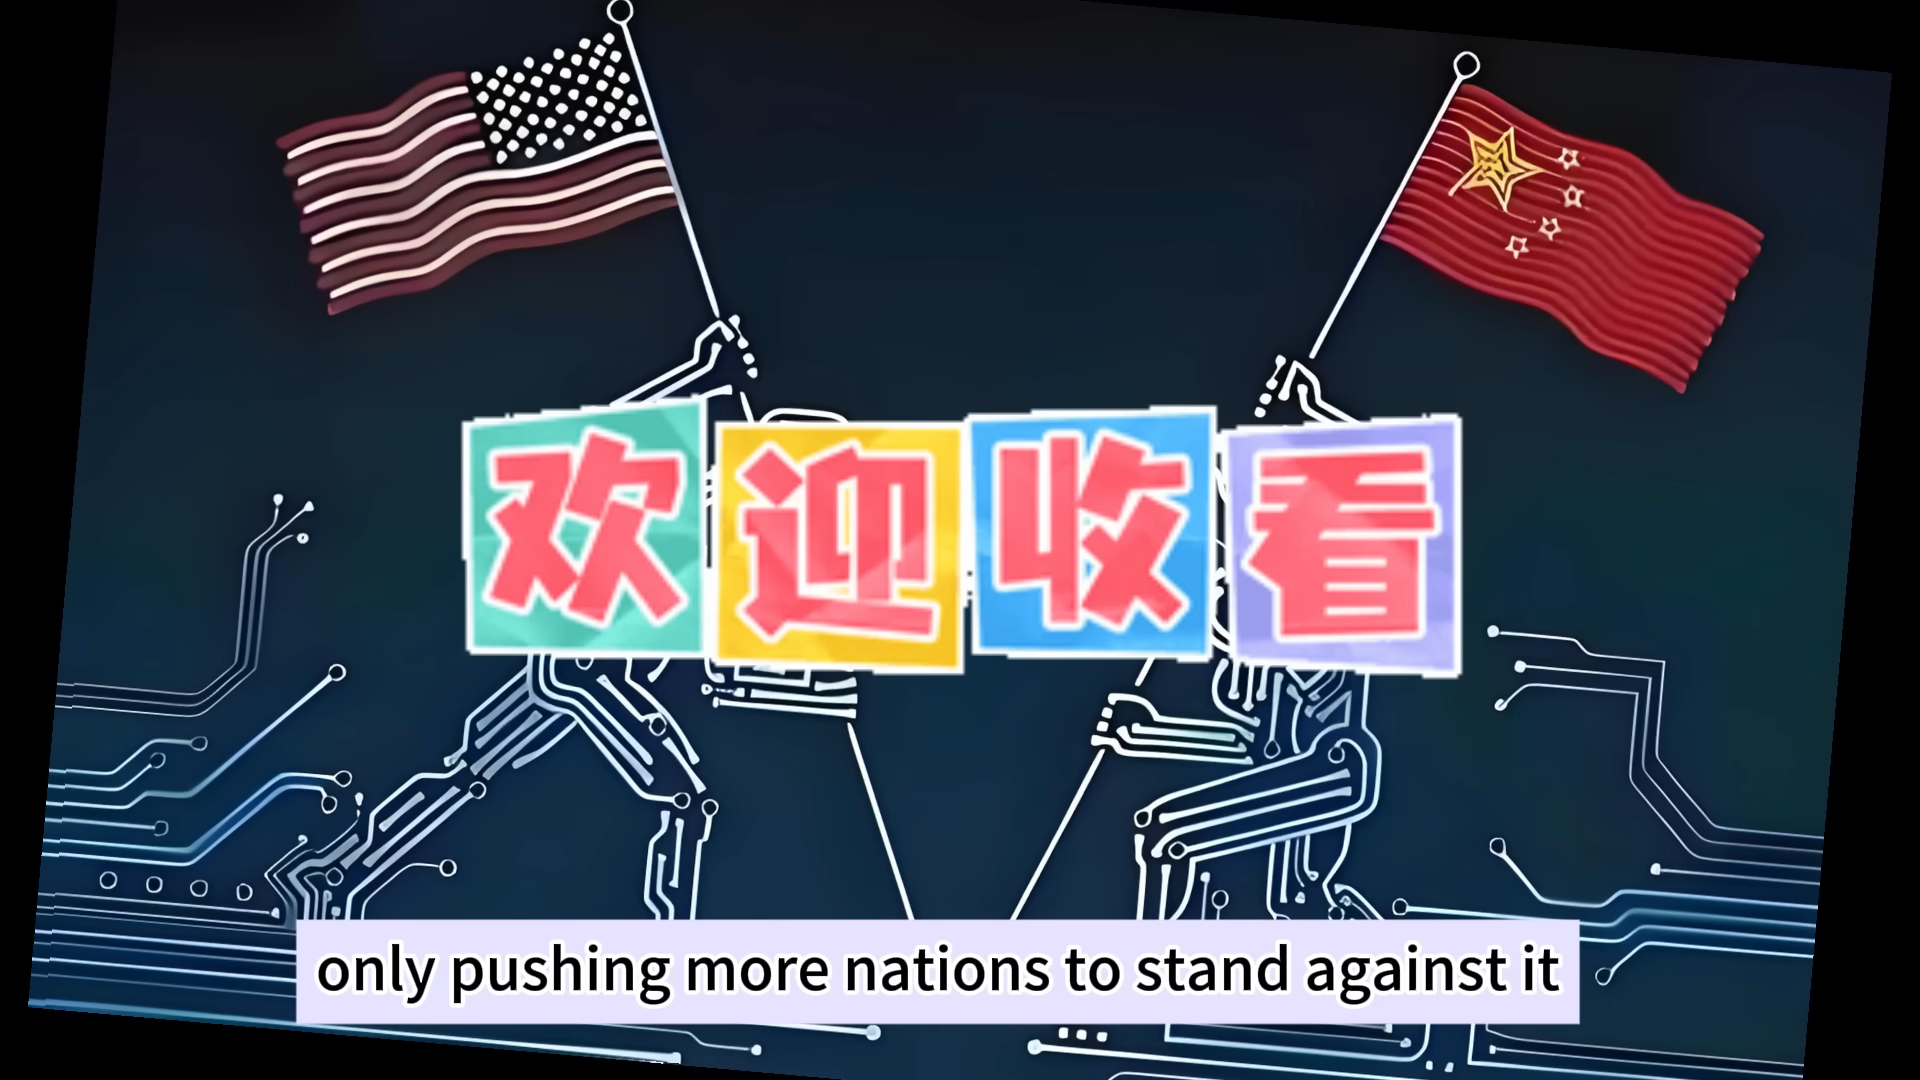 欢迎收看
only pushing more nations to stand against it